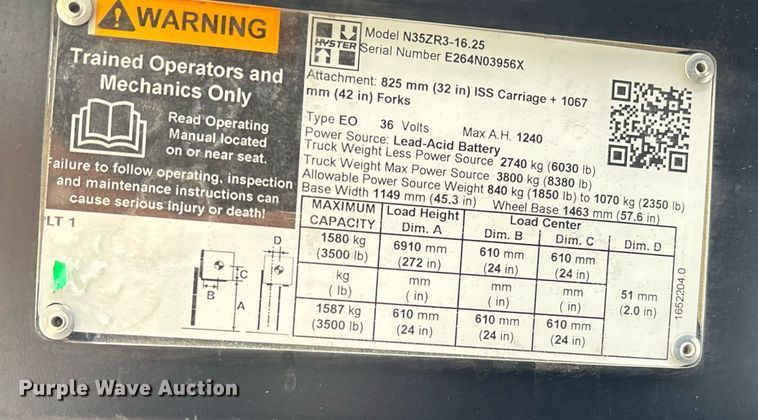 WARNING
Trained Operators and
Mechanics Only
Read Operating
Manual located
on or near seat.
Failure to follow operating, inspection
and maintenance instructions can
cause serious injury or death!
PLT 1
D
C
B
A
HYSTER
Model N35ZR3-16.25
Serial Number E264N03956X
Attachment: 825 mm (32 in) ISS Carriage + 1067
mm (42 in) Forks
Type EO 36 Volts Max A.H. 1240
Power Source: Lead-Acid Battery
Truck Weight Less Power Source 2740 kg (6030 lb)
Truck Weight Max Power Source 3800 kg (8380 lb)
Allowable Power Source Weight 840 kg (1850 lb) to 1070 kg (2350 lb)
Base Width 1149 mm (45.3 in) Wheel Base 1463 mm (57.6 in)
MAXIMUM CAPACITY Load Height Dim. A Load Center Dim. B Dim. C Dim. D
1580 kg 6910 mm 610 mm 610 mm
(3500 lb) (272 in) (24 in) (24 in)
kg mm mm mm 51 mm
( lb) ( in) ( in) ( in) (2.0 in)
1587 kg 610 mm 610 mm 610 mm
(3500 lb) (24 in) (24 in) (24 in)
1652204.0
Purple Wave Auction